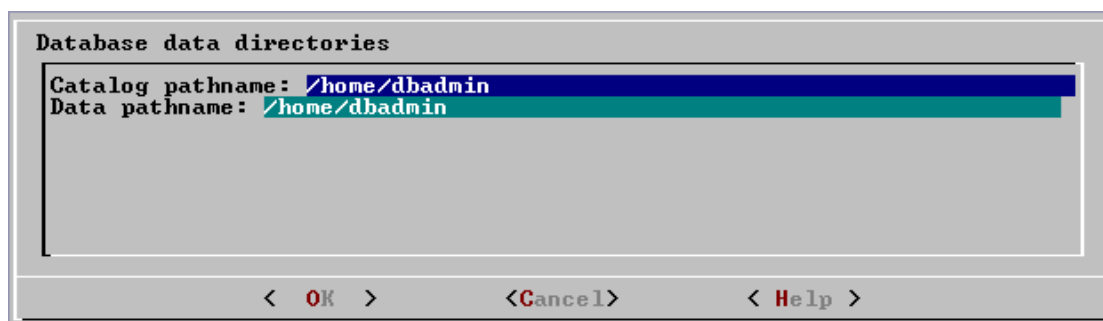 Database data directories
Catalog pathname: /home/dbadmin
Data pathname: /home/dbadmin
< OK > <Cancel> < Help >